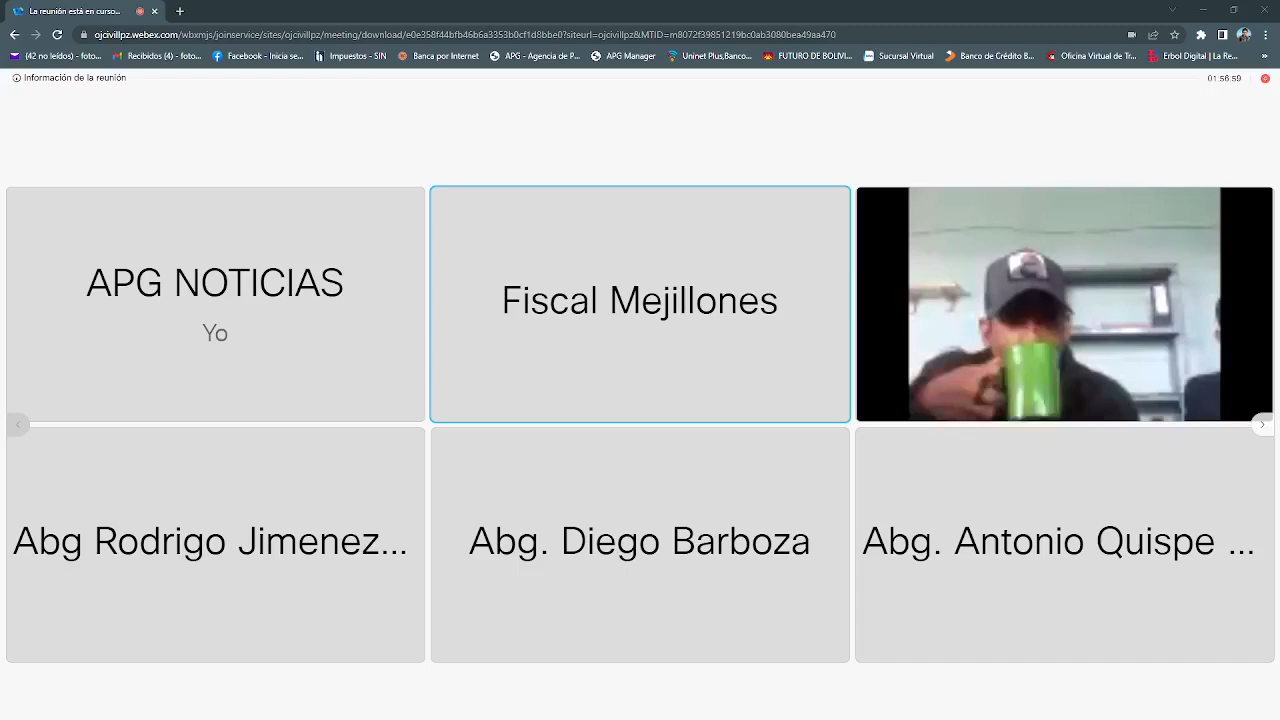 La reunión está en curso...
ojcivillpz.webex.com/wbxmjs/joinservice/sites/ojcivillpz/meeting/download/e0e358f44bfb46b6a3353b0cf1d9bbe0?siteurl=ojcivillpz&MTID=m8072f39851219bc0ab3080bea49aa470
(42 no leídos) - foto... Recibidos (4) - fotos... Facebook - Inicia se... Impuestos - SIN Banca por Internet APG - Agencia de P... APG Manager Uninet Plus,Banco... FUTURO DE BOLIVI... Sucursal Virtual Banco de Crédito B... Oficina Virtual de Tr... Erbol Digital | La Re... »
Información de la reunión 01:56:59
APG NOTICIAS
Yo
Fiscal Mejillones
Abg Rodrigo Jimenez...
Abg. Diego Barboza
Abg. Antonio Quispe ...